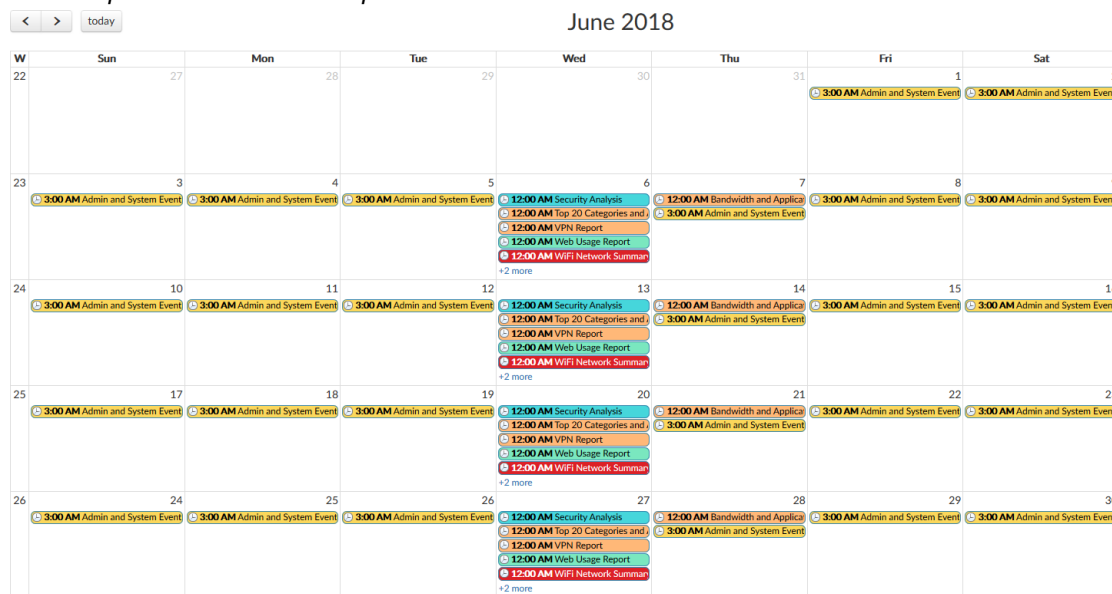 today
June 2018
W Sun Mon Tue Wed Thu Fri Sat
22 27 28 29 30 31 1
3:00 AM Admin and System Event 3:00 AM Admin and System Even
23 3 4 5 6 7 8
3:00 AM Admin and System Event 3:00 AM Admin and System Event 3:00 AM Admin and System Event 12:00 AM Security Analysis 12:00 AM Bandwidth and Applica 3:00 AM Admin and System Event 3:00 AM Admin and System Even
12:00 AM Top 20 Categories and 3:00 AM Admin and System Event
12:00 AM VPN Report
12:00 AM Web Usage Report
12:00 AM WiFi Network Summar
+2 more
24 10 11 12 13 14 15 1
3:00 AM Admin and System Event 3:00 AM Admin and System Event 3:00 AM Admin and System Event 12:00 AM Security Analysis 12:00 AM Bandwidth and Applica 3:00 AM Admin and System Event 3:00 AM Admin and System Even
12:00 AM Top 20 Categories and 3:00 AM Admin and System Event
12:00 AM VPN Report
12:00 AM Web Usage Report
12:00 AM WiFi Network Summar
+2 more
25 17 18 19 20 21 22 2
3:00 AM Admin and System Event 3:00 AM Admin and System Event 3:00 AM Admin and System Event 12:00 AM Security Analysis 12:00 AM Bandwidth and Applica 3:00 AM Admin and System Event 3:00 AM Admin and System Even
12:00 AM Top 20 Categories and 3:00 AM Admin and System Event
12:00 AM VPN Report
12:00 AM Web Usage Report
12:00 AM WiFi Network Summar
+2 more
26 24 25 26 27 28 29 3
3:00 AM Admin and System Event 3:00 AM Admin and System Event 3:00 AM Admin and System Event 12:00 AM Security Analysis 12:00 AM Bandwidth and Applica 3:00 AM Admin and System Event 3:00 AM Admin and System Even
12:00 AM Top 20 Categories and 3:00 AM Admin and System Event
12:00 AM VPN Report
12:00 AM Web Usage Report
12:00 AM WiFi Network Summar
+2 more